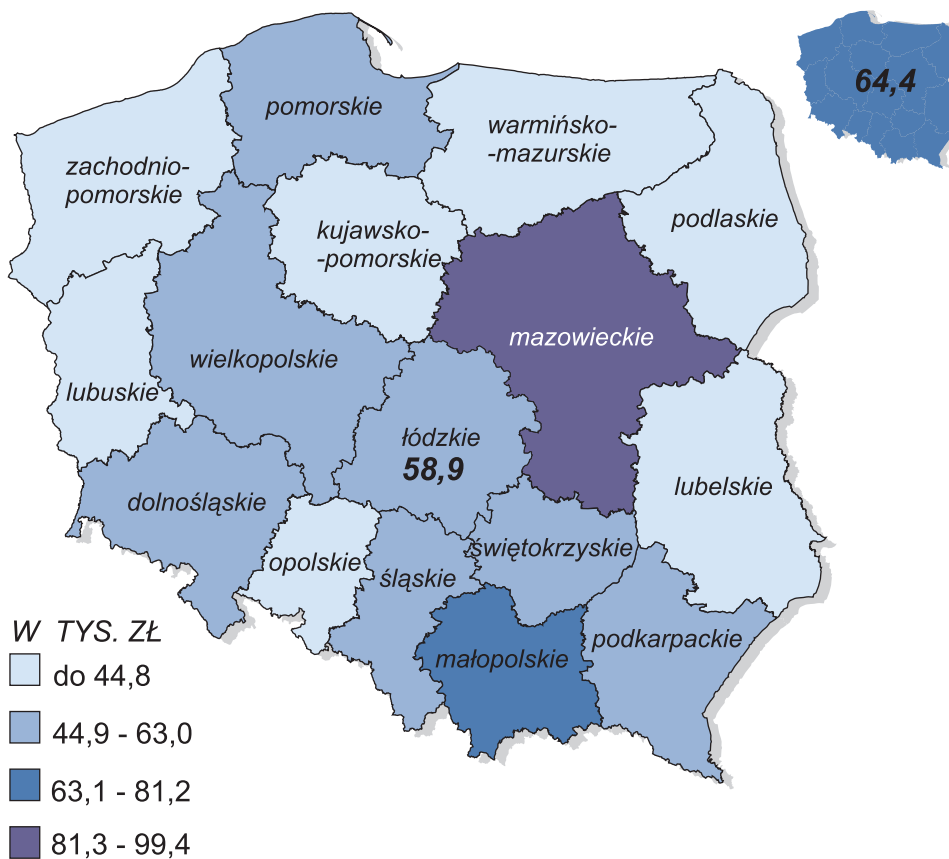 64,4
pomorskie
warmińsko-
-mazurskie
zachodnio-
pomorskie
podlaskie
kujawsko-
-pomorskie
mazowieckie
wielkopolskie
lubuskie
łódzkie
58,9
lubelskie
dolnośląskie
świętokrzyskie
opolskie
śląskie
podkarpackie
małopolskie
W TYS. ZŁ
do 44,8
44,9 - 63,0
63,1 - 81,2
81,3 - 99,4